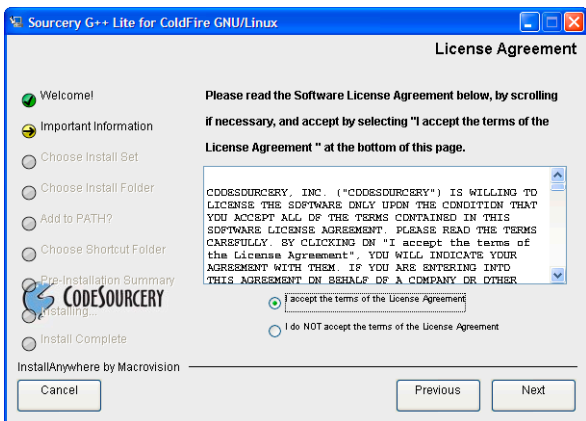 Sourcery G++ Lite for ColdFire GNU/Linux
License Agreement
Welcome!
Important Information
Choose Install Set
Choose Install Folder
Add to PATH?
Choose Shortcut Folder
Pre-Installation Summary
CODESOURCERY
Installing...
Install Complete
Please read the Software License Agreement below, by scrolling
if necessary, and accept by selecting "I accept the terms of the
License Agreement " at the bottom of this page.
CODESOURCERY, INC. ("CODESOURCERY") IS WILLING TO
LICENSE THE SOFTWARE ONLY UPON THE CONDITION THAT
YOU ACCEPT ALL OF THE TERMS CONTAINED IN THIS
SOFTWARE LICENSE AGREEMENT. PLEASE READ THE TERMS
CAREFULLY. BY CLICKING ON "I accept the terms of
the License Agreement", YOU WILL INDICATE YOUR
AGREEMENT WITH THEM. IF YOU ARE ENTERING INTO
THIS AGREEMENT ON BEHALF OF A COMPANY OR OTHER
I accept the terms of the License Agreement
I do NOT accept the terms of the License Agreement
InstallAnywhere by Macrovision
Cancel
Previous
Next